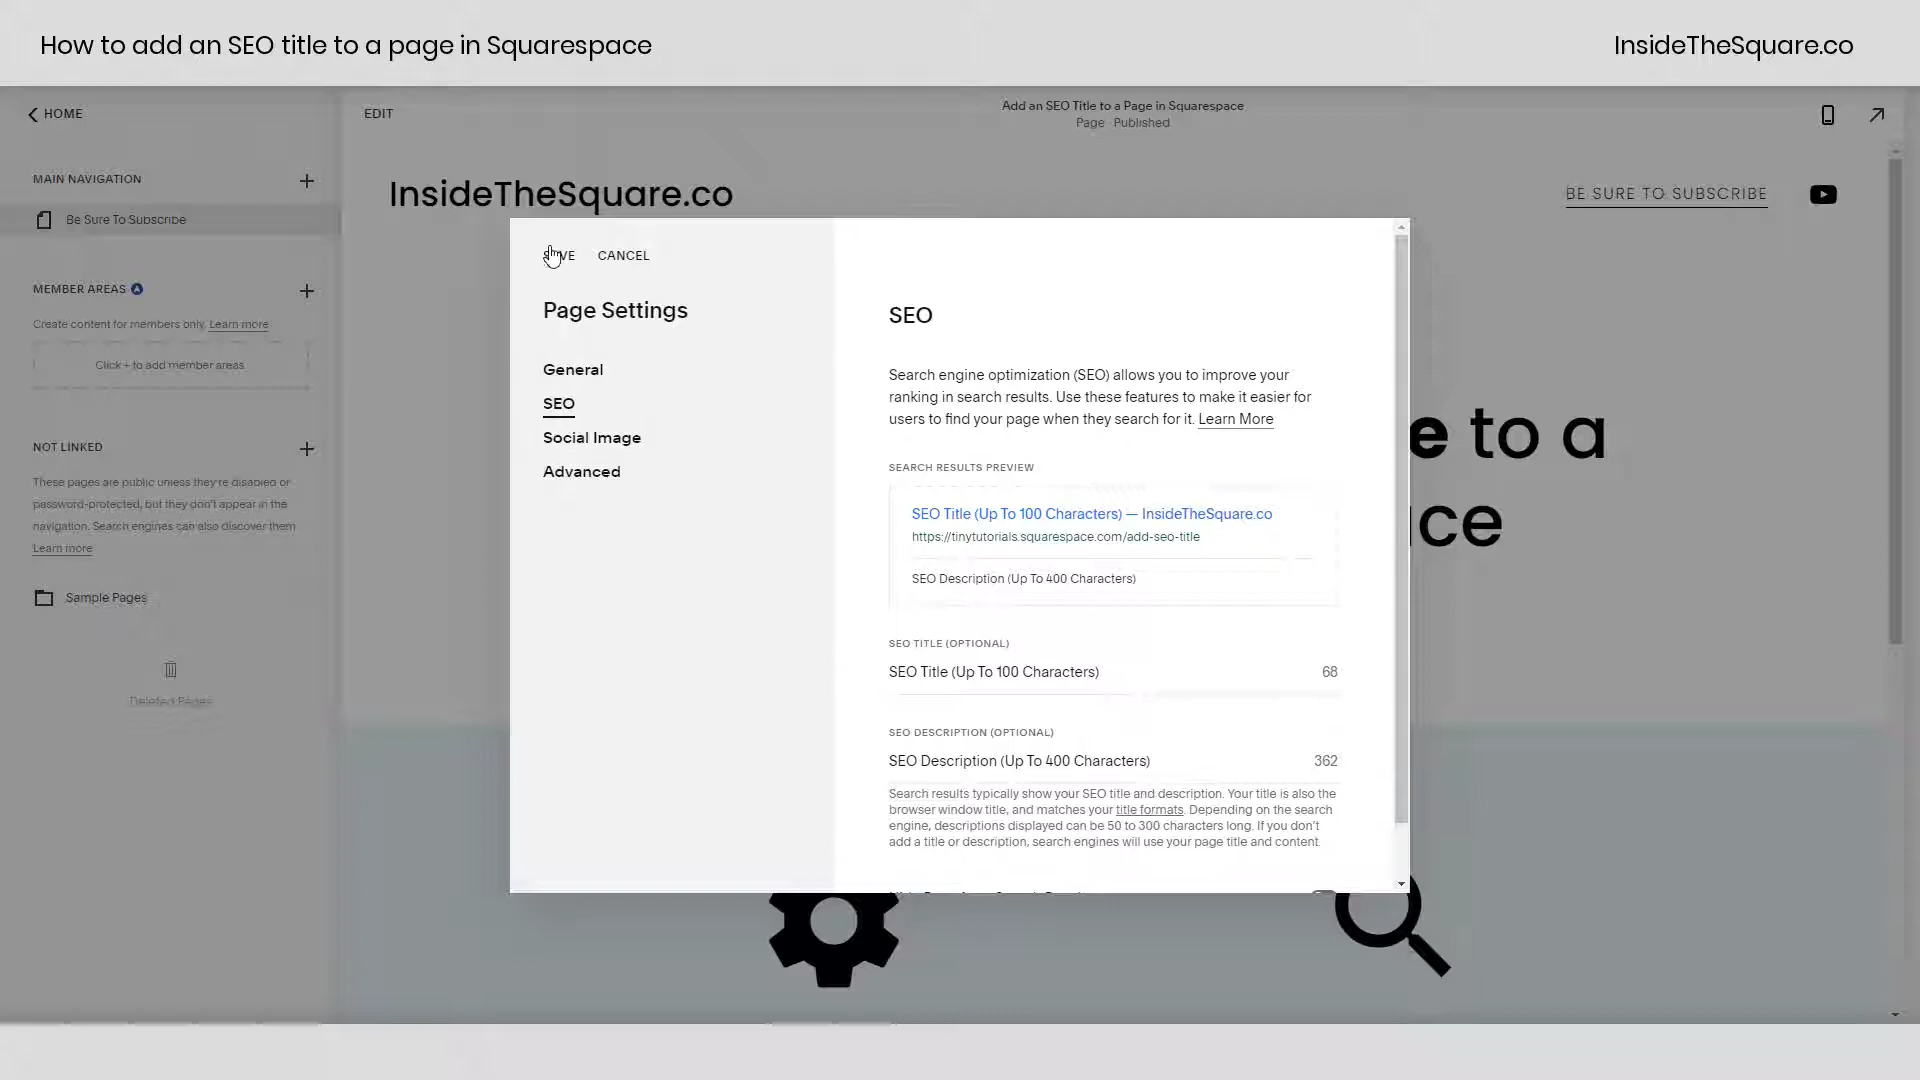 How to add an SEO title to a page in Squarespace
InsideTheSquare.co
HOME
EDIT
Add an SEO Title to a Page in Squarespace
Page · Published
MAIN NAVIGATION
Be Sure To Subscribe
InsideTheSquare.co
BE SURE TO SUBSCRIBE
MEMBER AREAS
Create content for members only. Learn more
Click + to add member areas.
NOT LINKED
These pages are public unless they're disabled or
password-protected, but they don't appear in the
navigation. Search engines can also discover them
Learn more
Sample Pages
Deleted Pages
CANCEL
Page Settings
General
SEO
Social Image
Advanced
SEO
Search engine optimization (SEO) allows you to improve your
ranking in search results. Use these features to make it easier for
users to find your page when they search for it. Learn More
SEARCH RESULTS PREVIEW
SEO Title (Up To 100 Characters) — InsideTheSquare.co
https://tinytutorials.squarespace.com/add-seo-title
SEO Description (Up To 400 Characters)
SEO TITLE (OPTIONAL)
SEO Title (Up To 100 Characters) 68
SEO DESCRIPTION (OPTIONAL)
SEO Description (Up To 400 Characters) 362
Search results typically show your SEO title and description. Your title is also the
browser window title, and matches your title formats. Depending on the search
engine, descriptions displayed can be 50 to 300 characters long. If you don't
add a title or description, search engines will use your page title and content.
e to a
ce